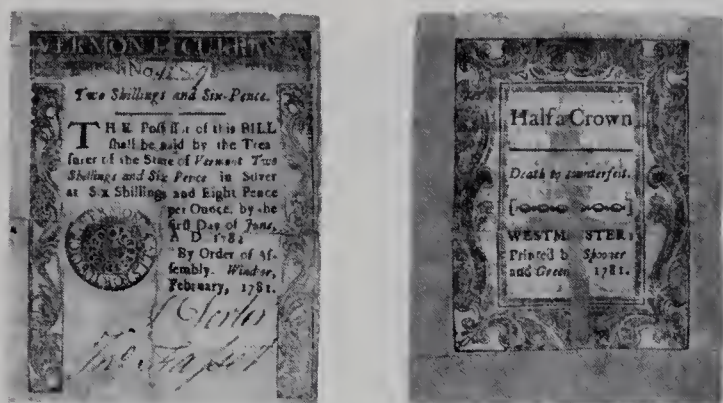 VERMONT CURRENCY.
No. 4259
Two Shillings and Six-Pence.
THE Possessor of this BILL
shall be paid by the Trea
surer of the State of Vermont Two
Shillings and Six Pence in Silver
at Six Shillings and Eight Pence
per Ounce, by the
first Day of June,
A D 1782
By Order of As-
sembly. Windsor,
February, 1781.
Half a Crown
Death to counterfeit.
WESTMINSTER:
Printed by Spooner
and Green 1781.